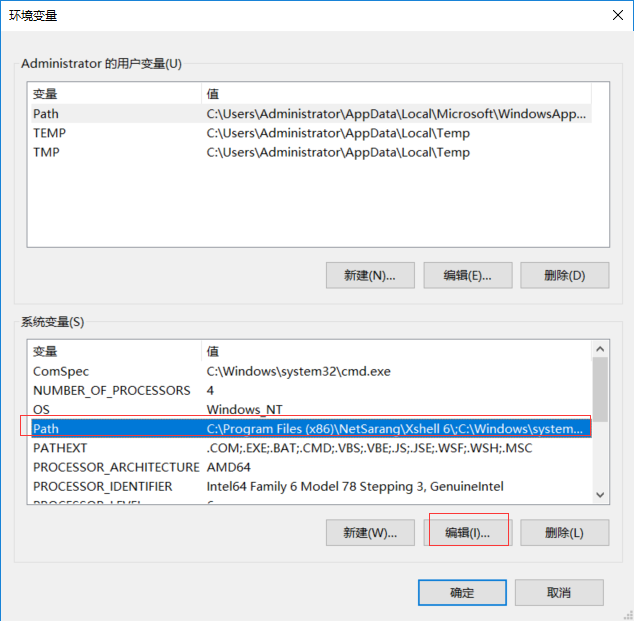 环境变量
Administrator 的用户变量(U)
变量 值
Path C:\Users\Administrator\AppData\Local\Microsoft\WindowsApp...
TEMP C:\Users\Administrator\AppData\Local\Temp
TMP C:\Users\Administrator\AppData\Local\Temp
新建(N)... 编辑(E)... 删除(D)
系统变量(S)
变量 值
ComSpec C:\Windows\system32\cmd.exe
NUMBER_OF_PROCESSORS 4
OS Windows_NT
Path C:\Program Files (x86)\NetSarang\Xshell 6\;C:\Windows\system...
PATHEXT .COM;.EXE;.BAT;.CMD;.VBS;.VBE;.JS;.JSE;.WSF;.WSH;.MSC
PROCESSOR_ARCHITECTURE AMD64
PROCESSOR_IDENTIFIER Intel64 Family 6 Model 78 Stepping 3, GenuineIntel
PROCESSOR_LEVEL 6
新建(W)... 编辑(I)... 删除(L)
确定 取消